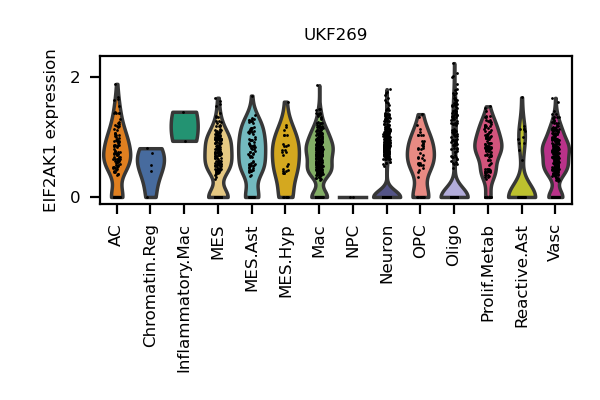 UKF269
EIF2AK1 expression
2
0
AC
Chromatin.Reg
Inflammatory.Mac
MES
MES.Ast
MES.Hyp
Mac
NPC
Neuron
OPC
Oligo
Prolif.Metab
Reactive.Ast
Vasc